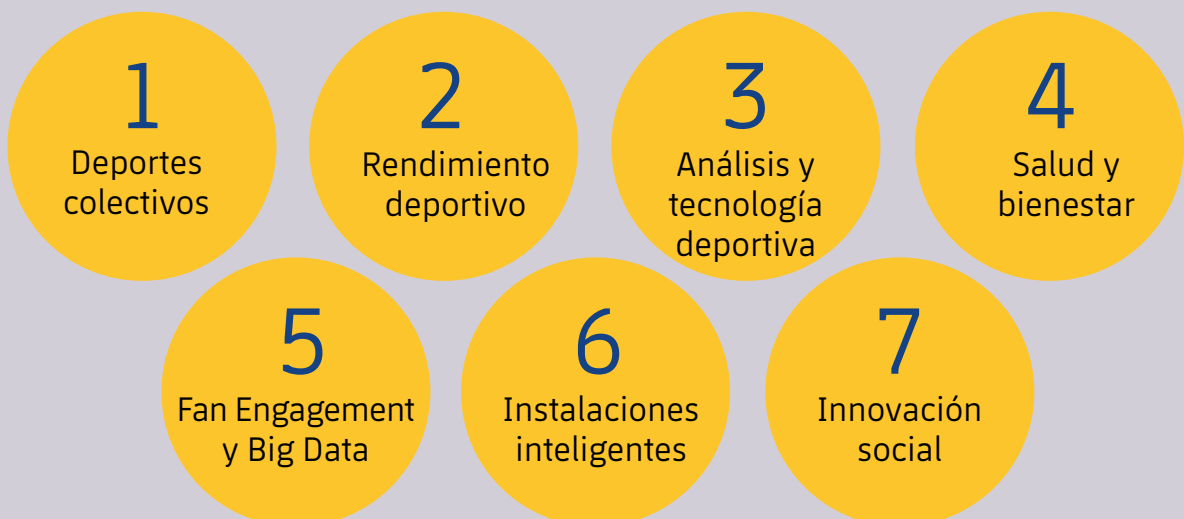 1
Deportes
colectivos
2
Rendimiento
deportivo
3
Análisis y
tecnología
deportiva
4
Salud y
bienestar
5
Fan Engagement
y Big Data
6
Instalaciones
inteligentes
7
Innovación
social